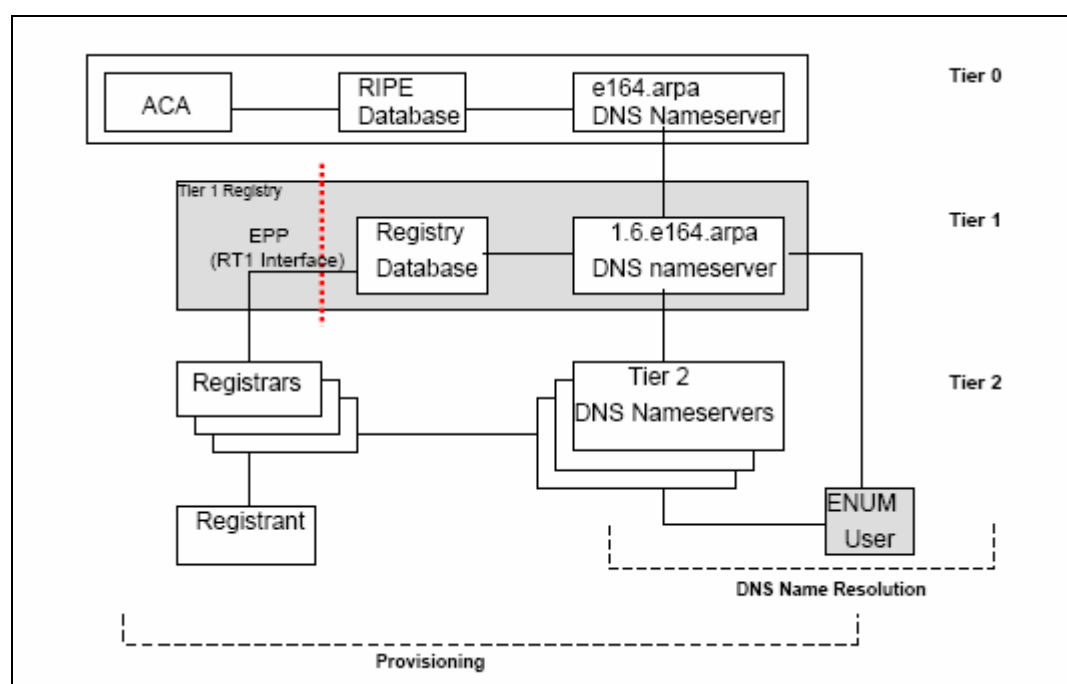 Tier 0
ACA
RIPE
Database
e164.arpa
DNS Nameserver
Tier 1 Registry
Tier 1
EPP
(RT1 Interface)
Registry
Database
1.6.e164.arpa
DNS nameserver
Registrars
Tier 2
DNS Nameservers
Tier 2
Registrant
ENUM
User
DNS Name Resolution
Provisioning